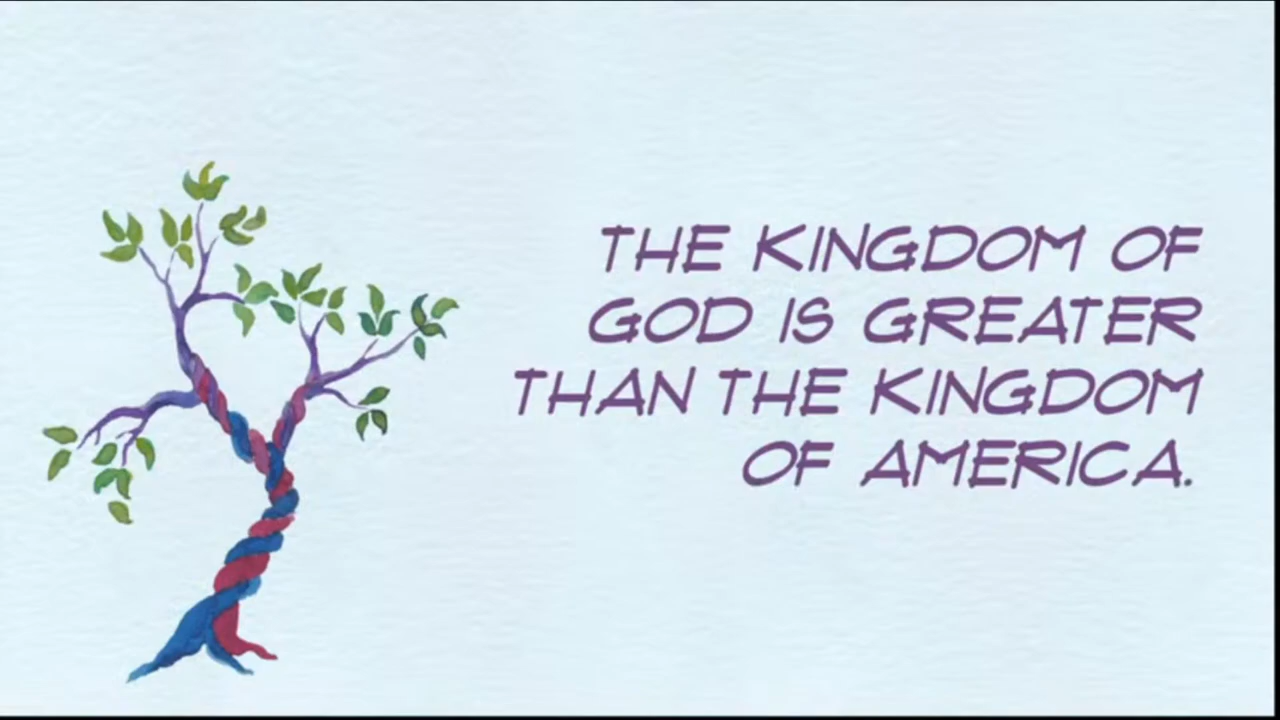 THE KINGDOM OF
GOD IS GREATER
THAN THE KINGDOM
OF AMERICA.